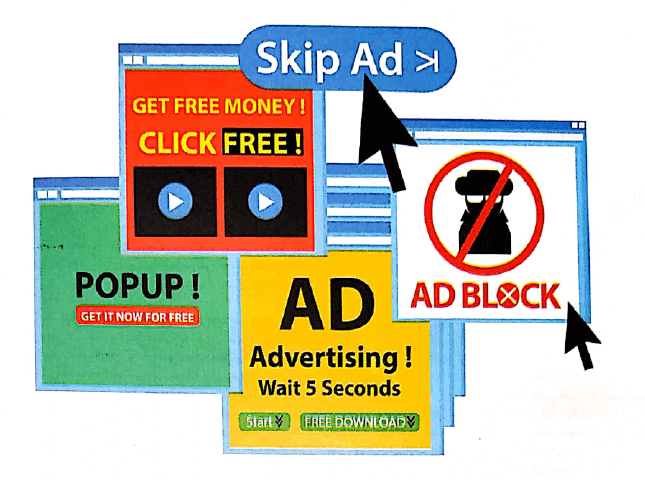 Skip Ad
GET FREE MONEY !
CLICK FREE !
POPUP !
GET IT NOW FOR FREE
AD
Advertising !
Wait 5 Seconds
Start
FREE DOWNLOAD
AD BLOCK